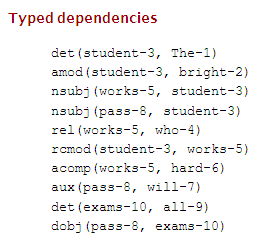 Typed dependencies
det(student-3, The-1)
amod(student-3, bright-2)
nsubj(works-5, student-3)
nsubj(pass-8, student-3)
rel(works-5, who-4)
rcmod(student-3, works-5)
acomp(works-5, hard-6)
aux(pass-8, will-7)
det(exams-10, all-9)
dobj(pass-8, exams-10)